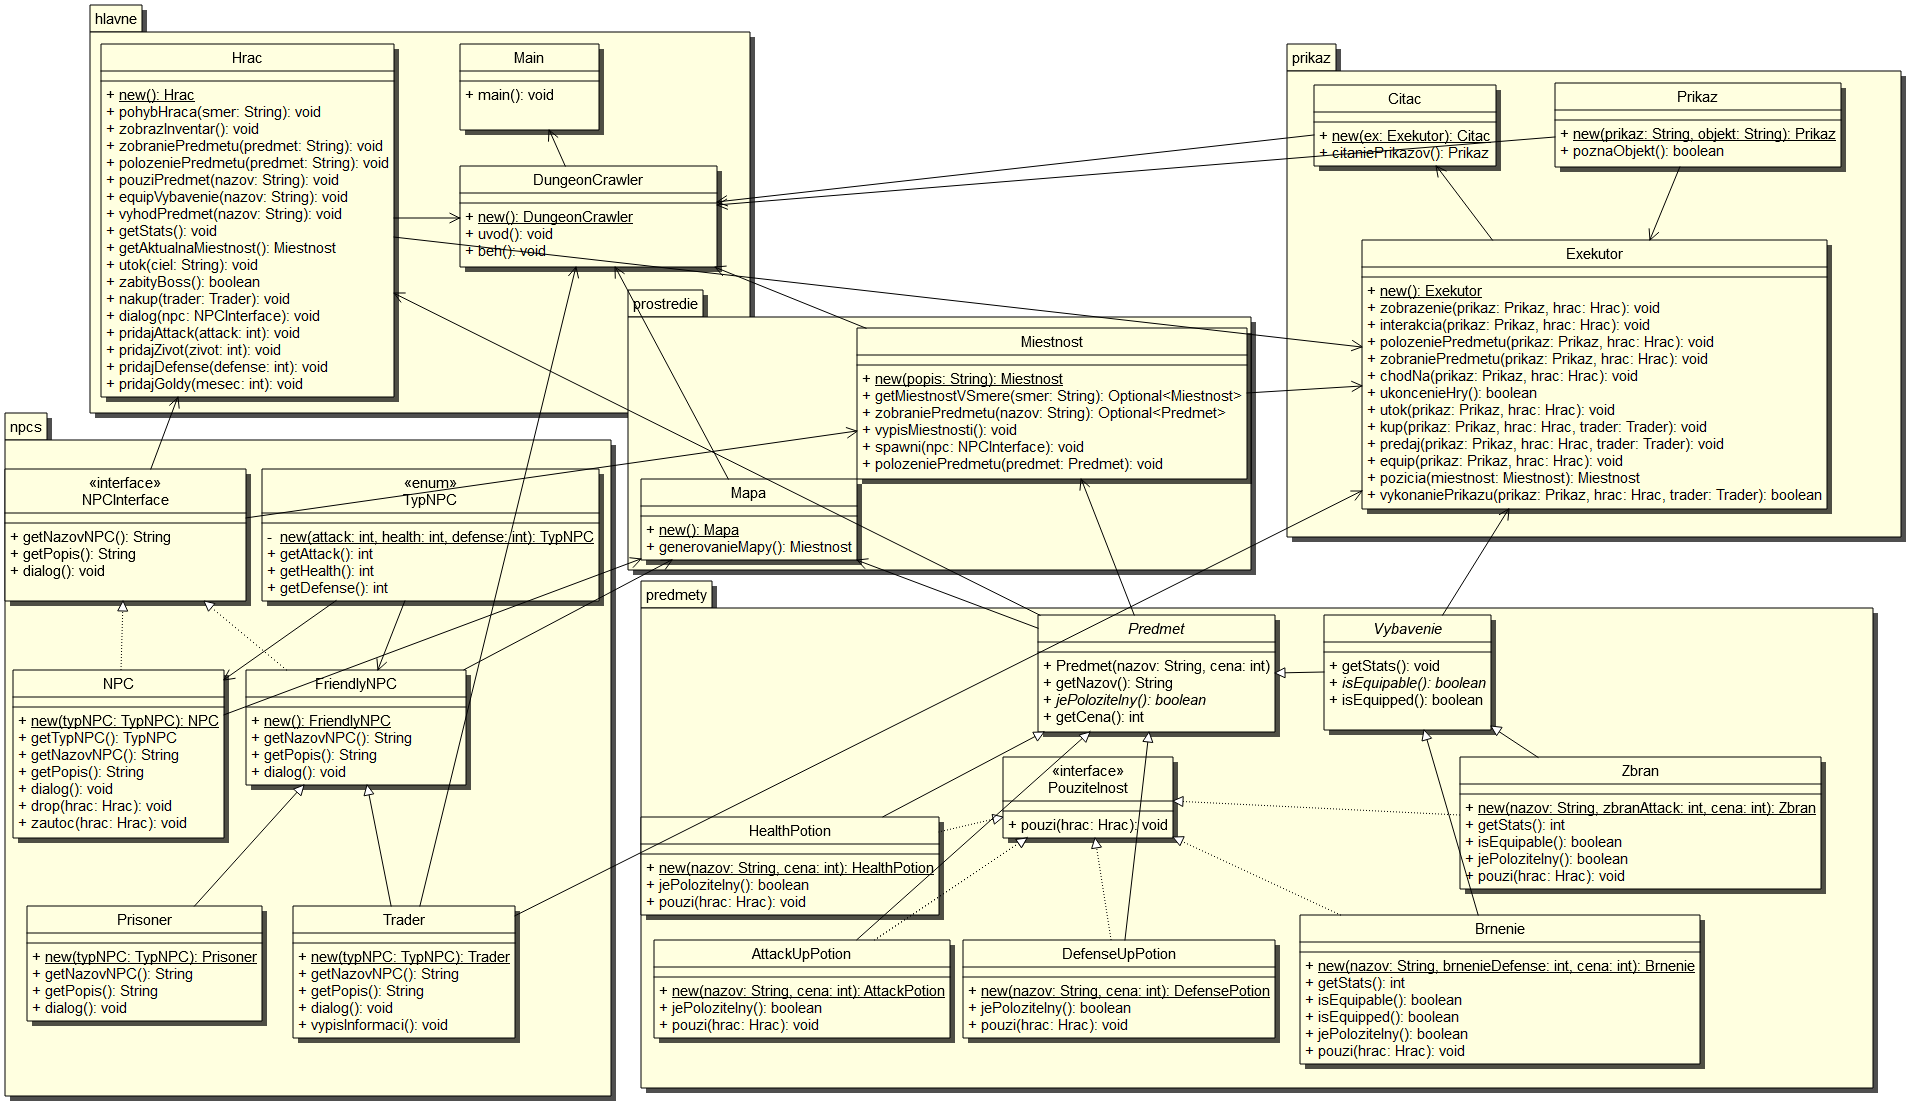 hlavne
Hrac
+ new(): Hrac
+ pohybHraca(smer: String): void
+ zobrazInventar(): void
+ zobraniePredmetu(predmet: String): void
+ polozeniePredmetu(predmet: String): void
+ pouziPredmet(nazov: String): void
+ equipVybavenie(nazov: String): void
+ vyhodPredmet(nazov: String): void
+ getStats(): void
+ getAktualnaMiestnost(): Miestnost
+ utok(ciel: String): void
+ zabityBoss(): boolean
+ nakup(trader: Trader): void
+ dialog(npc: NPCInterface): void
+ pridajAttack(attack: int): void
+ pridajZivot(zivot: int): void
+ pridajDefense(defense: int): void
+ pridajGoldy(mesec: int): void
Main
+ main(): void
DungeonCrawler
+ new(): DungeonCrawler
+ uvod(): void
+ beh(): void
prikaz
Citac
+ new(ex: Exekutor): Citac
+ citaniePrikazov(): Prikaz
Prikaz
+ new(prikaz: String, objekt: String): Prikaz
+ poznaObjekt(): boolean
Exekutor
+ new(): Exekutor
+ zobrazenie(prikaz: Prikaz, hrac: Hrac): void
+ interakcia(prikaz: Prikaz, hrac: Hrac): void
+ polozeniePredmetu(prikaz: Prikaz, hrac: Hrac): void
+ zobraniePredmetu(prikaz: Prikaz, hrac: Hrac): void
+ chodNa(prikaz: Prikaz, hrac: Hrac): void
+ ukoncenieHry(): boolean
+ utok(prikaz: Prikaz, hrac: Hrac): void
+ kup(prikaz: Prikaz, hrac: Hrac, trader: Trader): void
+ predaj(prikaz: Prikaz, hrac: Hrac, trader: Trader): void
+ equip(prikaz: Prikaz, hrac: Hrac): void
+ pozicia(miestnost: Miestnost): Miestnost
+ vykonaniePrikazu(prikaz: Prikaz, hrac: Hrac, trader: Trader): boolean
prostredie
Miestnost
+ new(popis: String): Miestnost
+ getMiestnostVSmere(smer: String): Optional<Miestnost>
+ zobraniePredmetu(nazov: String): Optional<Predmet>
+ vypisMiestnosti(): void
+ spawni(npc: NPCInterface): void
+ polozeniePredmetu(predmet: Predmet): void
Mapa
+ new(): Mapa
+ generovanieMapy(): Miestnost
npcs
«interface»
NPCInterface
+ getNazovNPC(): String
+ getPopis(): String
+ dialog(): void
«enum»
TypNPC
- new(attack: int, health: int, defense: int): TypNPC
+ getAttack(): int
+ getHealth(): int
+ getDefense(): int
NPC
+ new(typNPC: TypNPC): NPC
+ getTypNPC(): TypNPC
+ getNazovNPC(): String
+ getPopis(): String
+ dialog(): void
+ drop(hrac: Hrac): void
+ zautoc(hrac: Hrac): void
FriendlyNPC
+ new(): FriendlyNPC
+ getNazovNPC(): String
+ getPopis(): String
+ dialog(): void
Prisoner
+ new(typNPC: TypNPC): Prisoner
+ getNazovNPC(): String
+ getPopis(): String
+ dialog(): void
Trader
+ new(typNPC: TypNPC): Trader
+ getNazovNPC(): String
+ getPopis(): String
+ dialog(): void
+ vypisInformaci(): void
predmety
Predmet
+ Predmet(nazov: String, cena: int)
+ getNazov(): String
+ jePolozitelny(): boolean
+ getCena(): int
Vybavenie
+ getStats(): void
+ isEquipable(): boolean
+ isEquipped(): boolean
«interface»
Pouzitelnost
+ pouzi(hrac: Hrac): void
Zbran
+ new(nazov: String, zbranAttack: int, cena: int): Zbran
+ getStats(): int
+ isEquipable(): boolean
+ jePolozitelny(): boolean
+ pouzi(hrac: Hrac): void
HealthPotion
+ new(nazov: String, cena: int): HealthPotion
+ jePolozitelny(): boolean
+ pouzi(hrac: Hrac): void
AttackUpPotion
+ new(nazov: String, cena: int): AttackPotion
+ jePolozitelny(): boolean
+ pouzi(hrac: Hrac): void
DefenseUpPotion
+ new(nazov: String, cena: int): DefensePotion
+ jePolozitelny(): boolean
+ pouzi(hrac: Hrac): void
Brnenie
+ new(nazov: String, brnenieDefense: int, cena: int): Brnenie
+ getStats(): int
+ isEquipable(): boolean
+ isEquipped(): boolean
+ jePolozitelny(): boolean
+ pouzi(hrac: Hrac): void